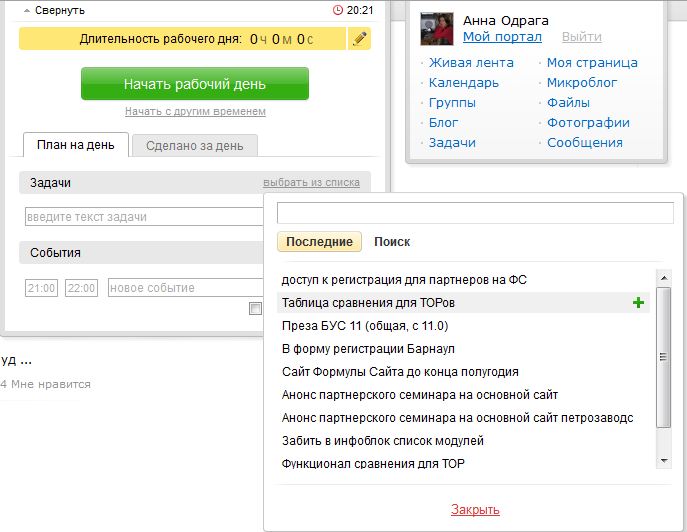 Свернуть 20:21
Длительность рабочего дня: 0 ч 0 м 0 с
Начать рабочий день
Начать с другим временем
План на день Сделано за день
Задачи выбрать из списка
введите текст задачи
События
21:00 22:00 новое событие
уд ...
4 Мне нравится
Анна Одрага
Мой портал Выйти
Живая лента Моя страница
Календарь Микроблог
Группы Файлы
Блог Фотографии
Задачи Сообщения
Последние Поиск
доступ к регистрация для партнеров на ФС
Таблица сравнения для ТОРов
Преза БУС 11 (общая, с 11.0)
В форму регистрации Барнаул
Сайт Формулы Сайта до конца полугодия
Анонс партнерского семинара на основной сайт
Анонс партнерского семинара на основной сайт петрозаводс
Забить в инфоблок список модулей
Функционал сравнения для ТОР
Закрыть